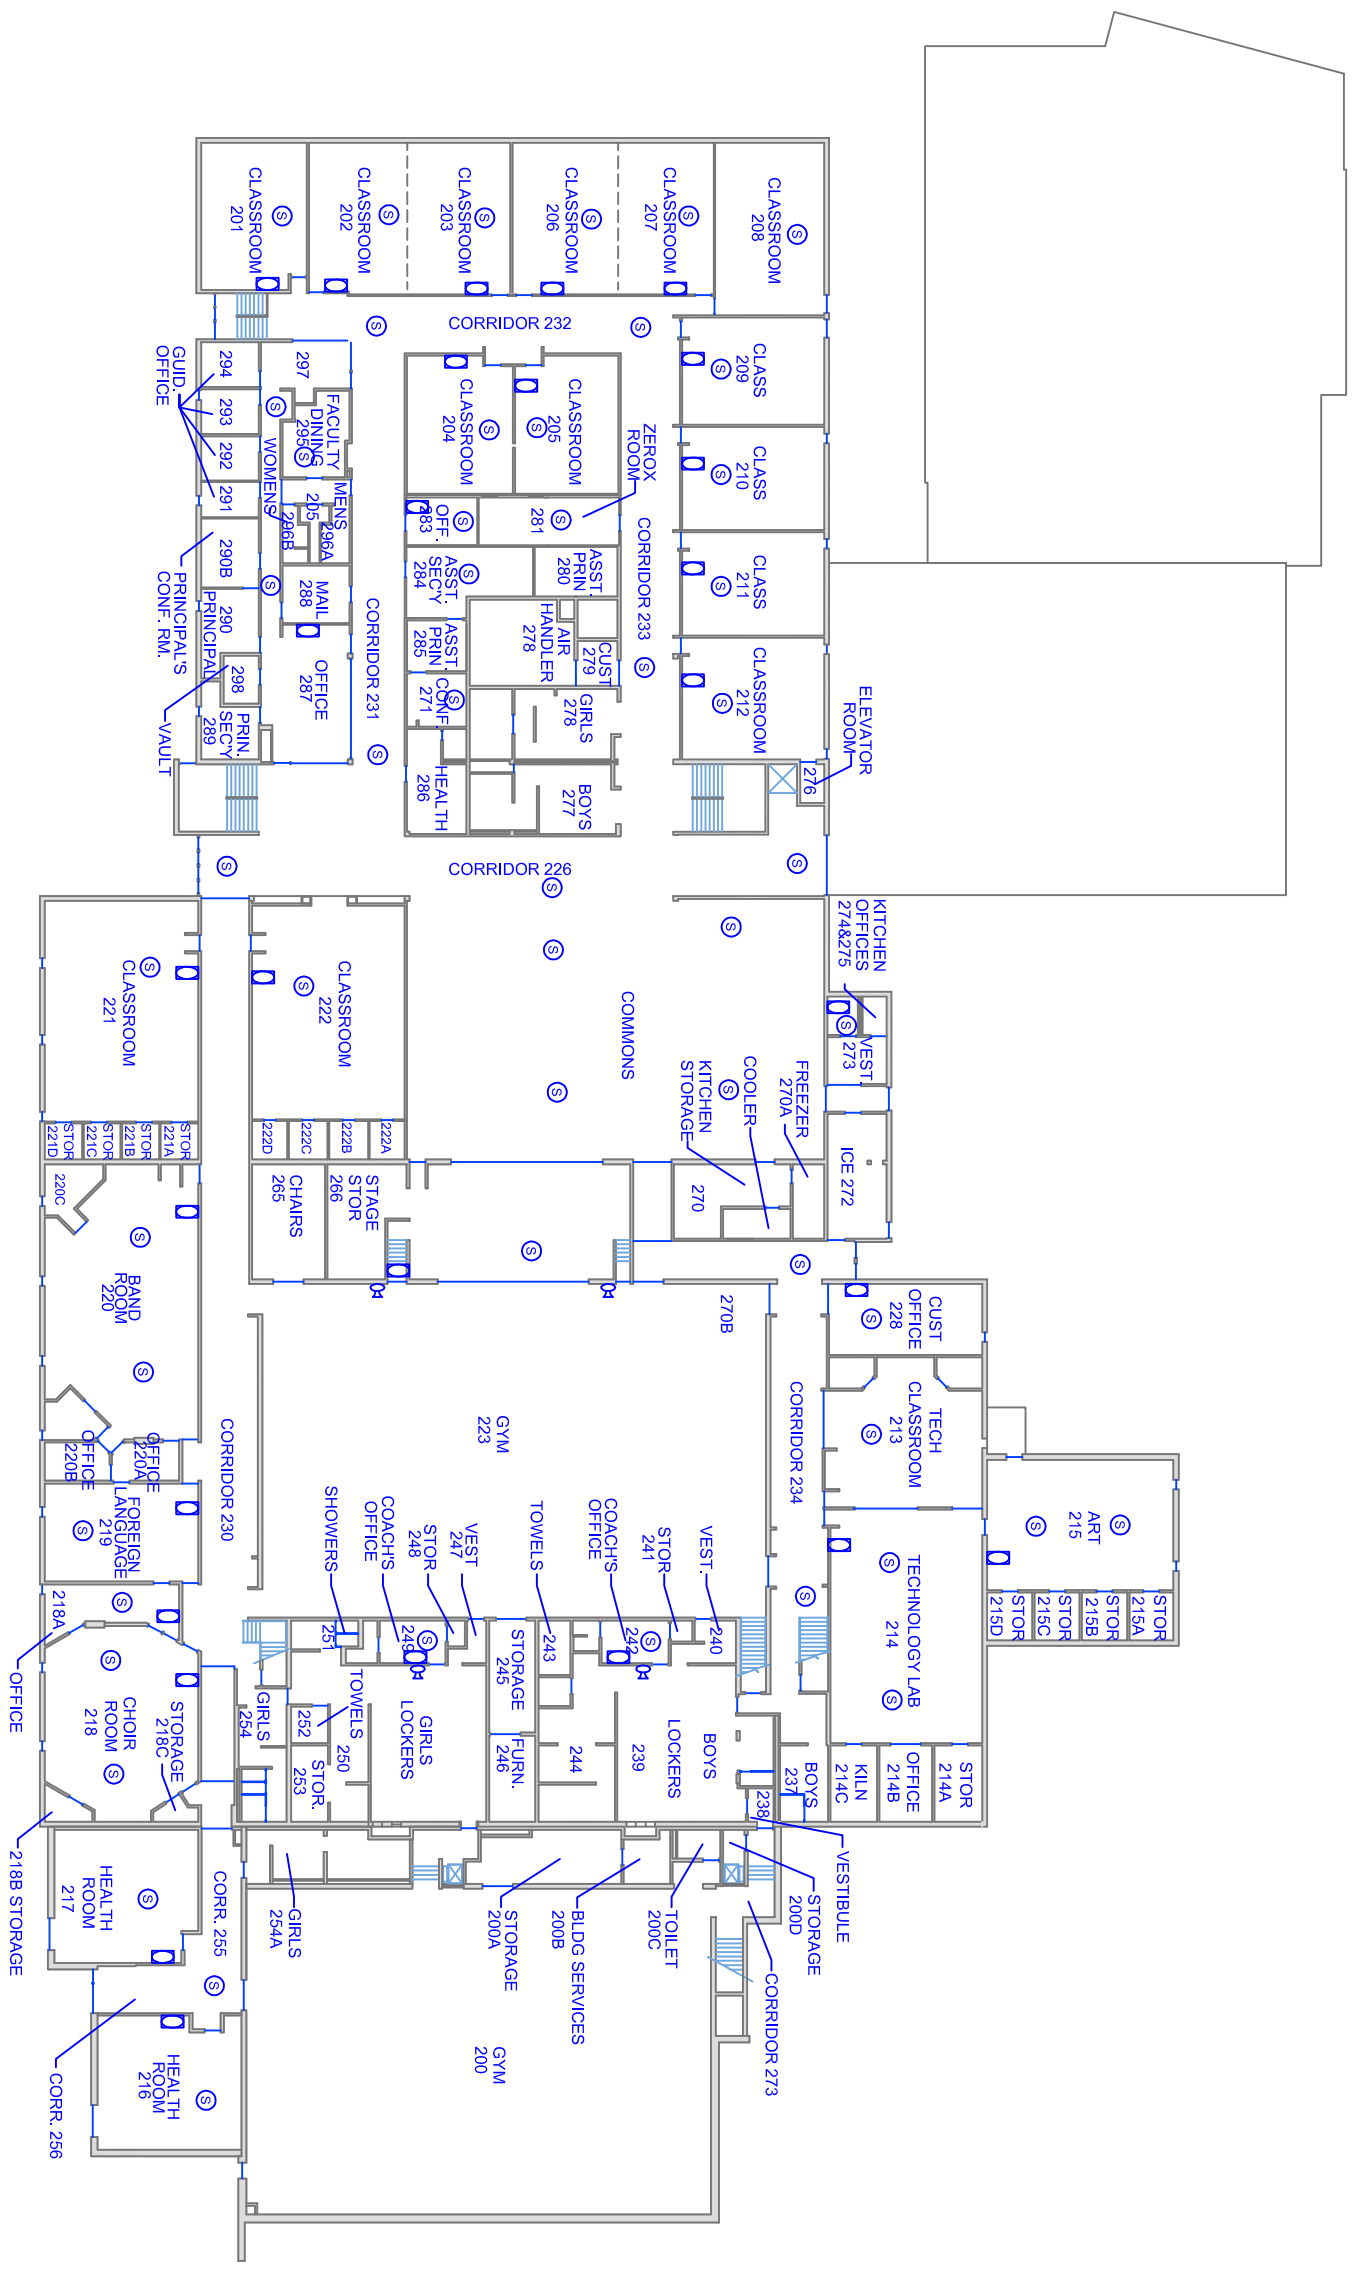 CLASSROOM
201
S
CLASSROOM
202
S
CLASSROOM
203
S
CLASSROOM
206
S
CLASSROOM
207
S
CLASSROOM
208
S
CORRIDOR 232
S
S
GUID.
OFFICE
294
293
292
291
297
S
FACULTY
DINING
295
S
WOMENS
296B
MENS
205
296A
CLASSROOM
204
S
CLASSROOM
205
S
ZEROX
ROOM
CLASS
209
S
CLASS
210
S
CLASS
211
S
CLASSROOM
212
S
OFF.
283
S
281
S
CORRIDOR 233
S
290B
S
PRINCIPAL'S
CONF. RM.
MAIL
288
CORRIDOR 231
S
ASST.
SEC'Y
284
S
ASST.
PRIN
280
290
PRINCIPAL
298
VAULT
PRIN.
SEC'Y
289
OFFICE
287
ASST.
PRIN
285
AIR
HANDLER
278
CUST
279
CONF.
271
S
GIRLS
278
HEALTH
286
BOYS
277
ELEVATOR
ROOM
276
CORRIDOR 226
S
S
S
S
S
CLASSROOM
221
S
CLASSROOM
222
S
COMMONS
S
S
KITCHEN
OFFICES
274&275
S
VEST.
273
KITCHEN
STORAGE
COOLER
FREEZER
270A
STOR
221D
STOR
221C
STOR
221B
STOR
221A
222D
222C
222B
222A
ICE 272
220C
CHAIRS
265
STAGE
STOR
266
S
270
S
BAND
ROOM
220
S
S
270B
CUST
OFFICE
228
S
GYM
223
CORRIDOR 230
CORRIDOR 234
TECH
CLASSROOM
213
S
OFFICE
220B
OFFICE
220A
FOREIGN
LANGUAGE
219
S
SHOWERS
COACH'S
OFFICE
STOR
248
VEST
247
TOWELS
COACH'S
OFFICE
STOR
241
VEST.
S
TECHNOLOGY LAB
214
S
S
ART
215
S
S
STOR
215D
STOR
215C
STOR
215B
STOR
215A
218A
S
OFFICE
251
249
S
STORAGE
245
243
242
S
240
S
CHOIR
ROOM
218
S
STORAGE
218C
GIRLS
254
TOWELS
252
250
STOR.
253
GIRLS
LOCKERS
FURN.
246
244
239
BOYS
LOCKERS
238
BOYS
237
KILN
214C
OFFICE
214B
STOR
214A
218B STORAGE
HEALTH
ROOM
217
S
CORR. 255
S
GIRLS
254A
STORAGE
200A
BLDG SERVICES
200B
TOILET
200C
STORAGE
200D
VESTIBULE
CORRIDOR 273
CORR. 256
HEALTH
ROOM
216
S
GYM
200